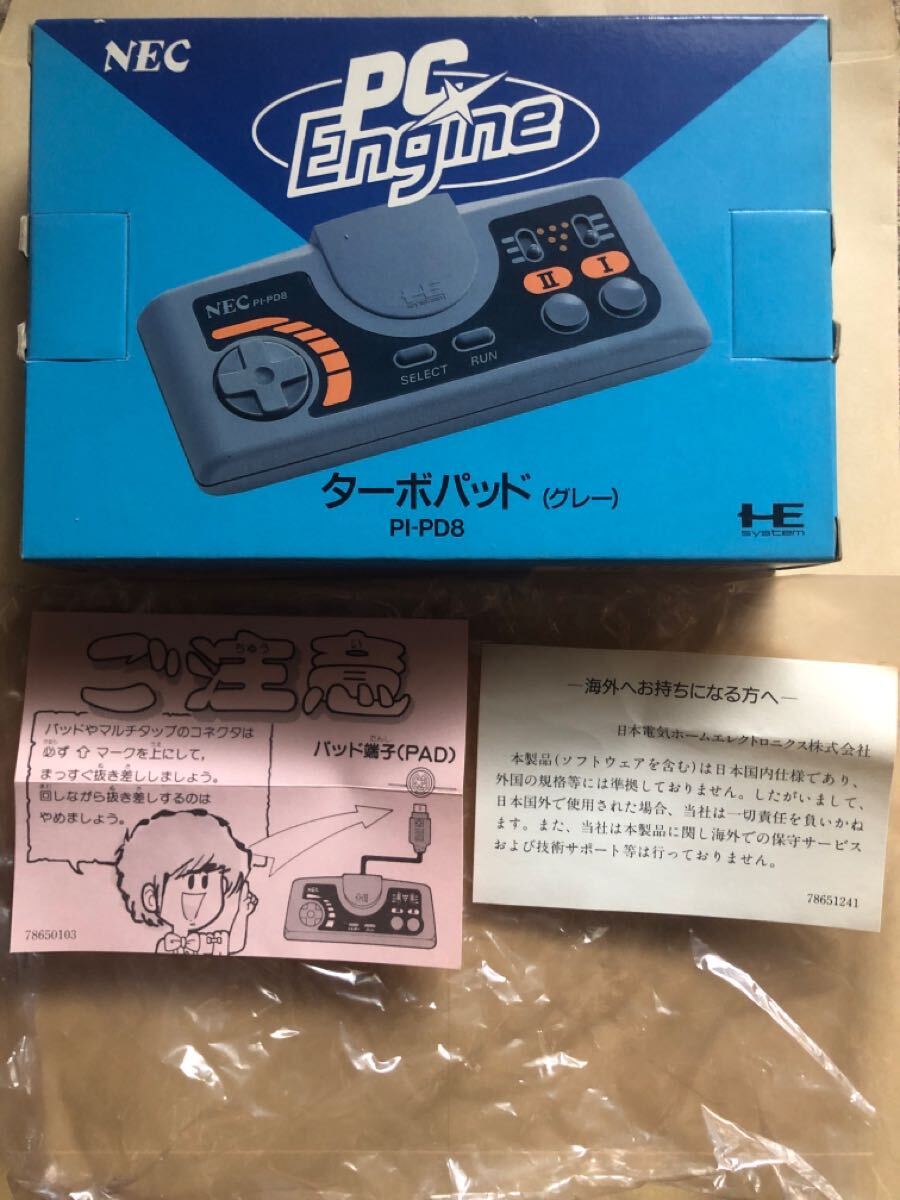 NEC
PC
Engine
NEC PI-PD8
HE
system
SELECT
RUN
II
I
ターボパッド (グレー)
PI-PD8
HE
system
ご注意
ちゅう い
パッドやマルチタップのコネクタは
必ず⇧マークを上にして,
まっすぐ抜き差ししましょう。
回しながら抜き差しするのは
やめましょう。
たんし
パッド端子(PAD)
NEC
78650103
—海外へお持ちになる方へ—
日本電気ホームエレクトロニクス株式会社
本製品(ソフトウェアを含む)は日本国内仕様であり、
外国の規格等には準拠しておりません。したがいまして、
日本国外で使用された場合、当社は一切責任を負いかね
ます。また、当社は本製品に関し海外での保守サービス
および技術サポート等は行っておりません。
78651241